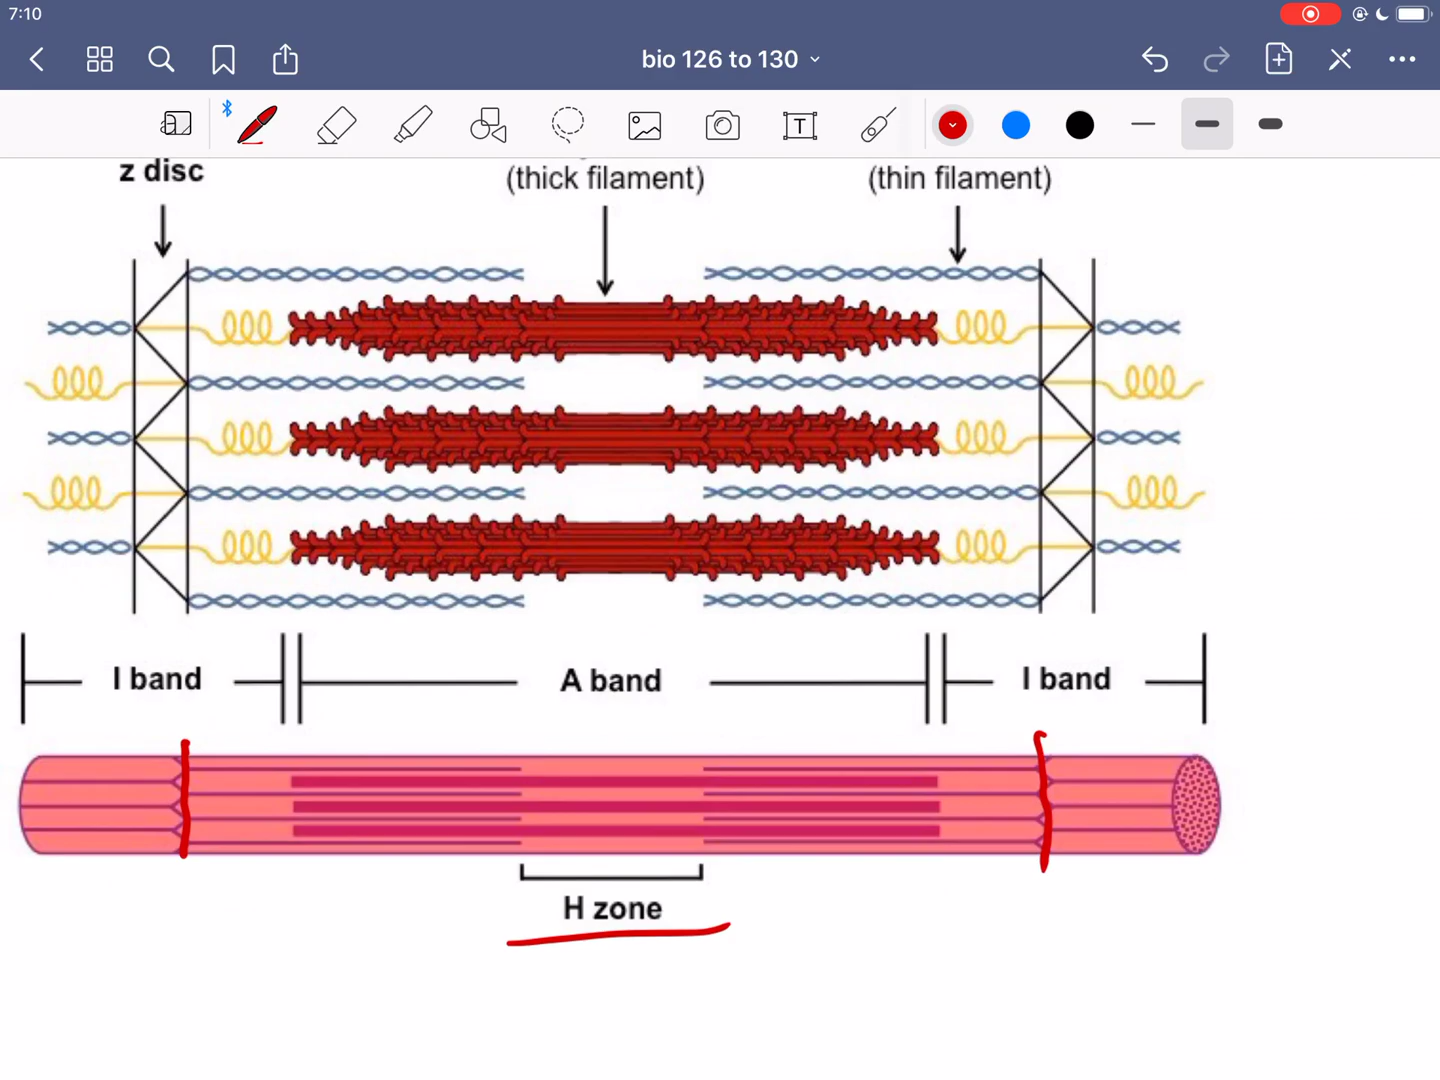 7:10
bio 126 to 130
T
z disc
(thick filament)
(thin filament)
I band
A band
I band
H zone